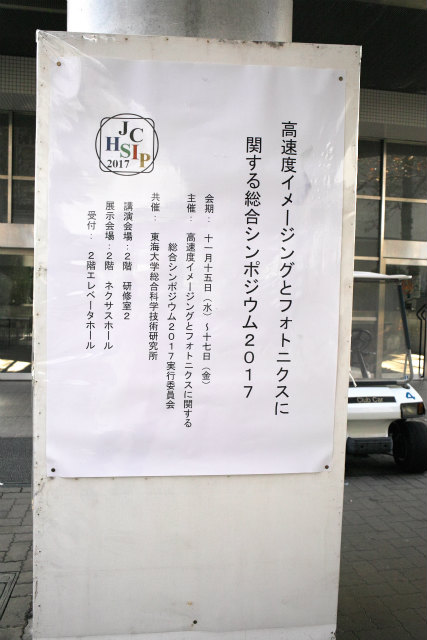 高速度イメージングとフォトニクスに
関する総合シンポジウム２０１７
会期： 十一月十五日（水）～十七日（金）
主催： 高速度イメージングとフォトニクスに関する
総合シンポジウム２０１７実行委員会
共催： 東海大学総合科学技術研究所
講演会場：２階 研修室２
展示会場：２階 ネクサスホール
受付： ２階エレベータホール
JC
HSIP
2017
Club Car
4